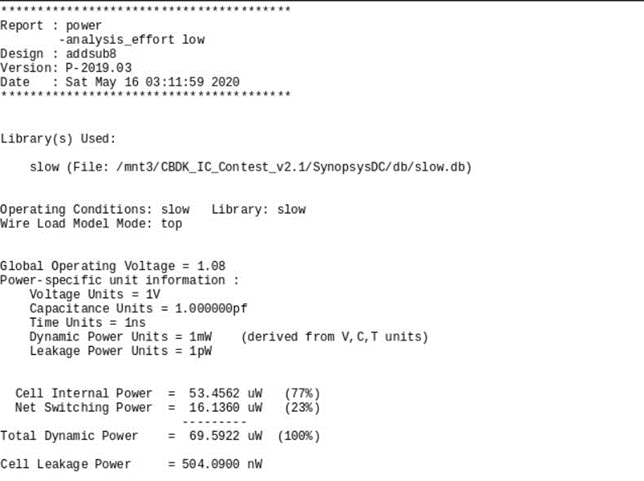 ****************************************
Report : power
        -analysis_effort low
Design : addsub8
Version: P-2019.03
Date   : Sat May 16 03:11:59 2020
****************************************
Library(s) Used:
    slow (File: /mnt3/CBDK_IC_Contest_v2.1/SynopsysDC/db/slow.db)
Operating Conditions: slow   Library: slow
Wire Load Model Mode: top
Global Operating Voltage = 1.08
Power-specific unit information :
    Voltage Units = 1V
    Capacitance Units = 1.000000pf
    Time Units = 1ns
    Dynamic Power Units = 1mW    (derived from V,C,T units)
    Leakage Power Units = 1pW
  Cell Internal Power  =  53.4562 uW   (77%)
  Net Switching Power  =  16.1360 uW   (23%)
                         ---------
Total Dynamic Power    =  69.5922 uW  (100%)
Cell Leakage Power     = 504.0900 nW